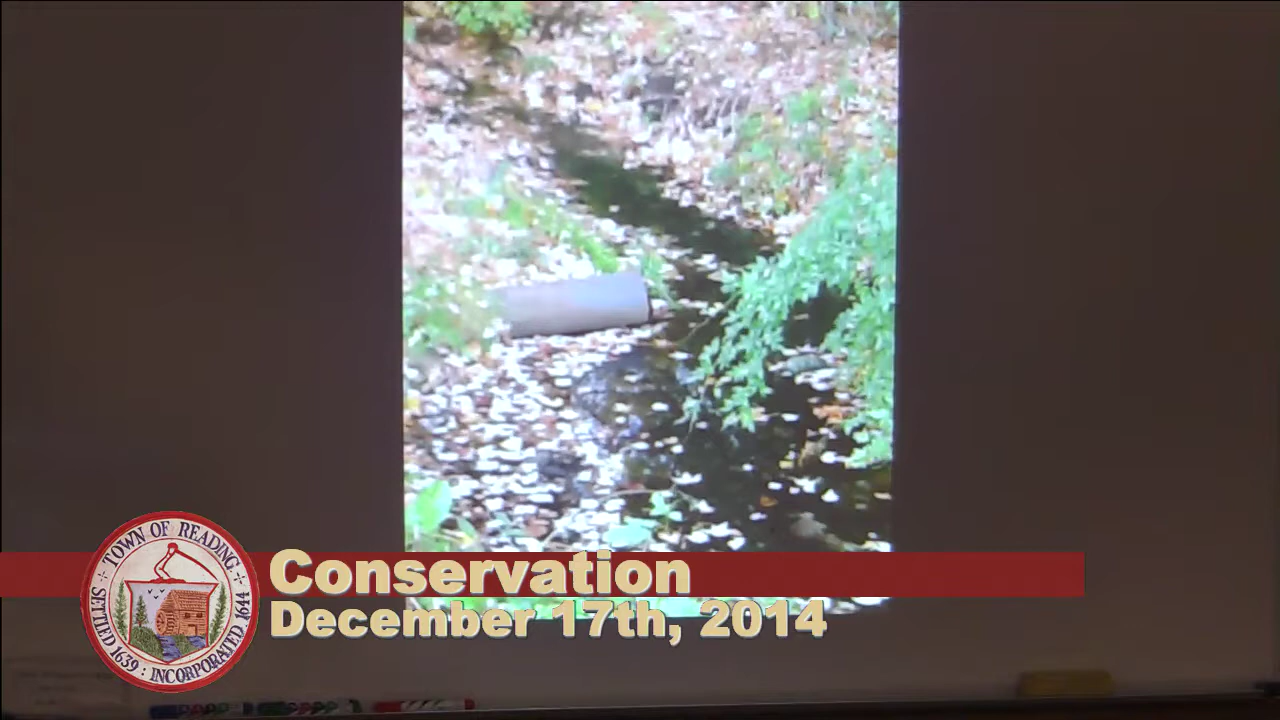 TOWN OF READING
SETTLED 1639 : INCORPORATED 1644
Conservation
December 17th, 2014